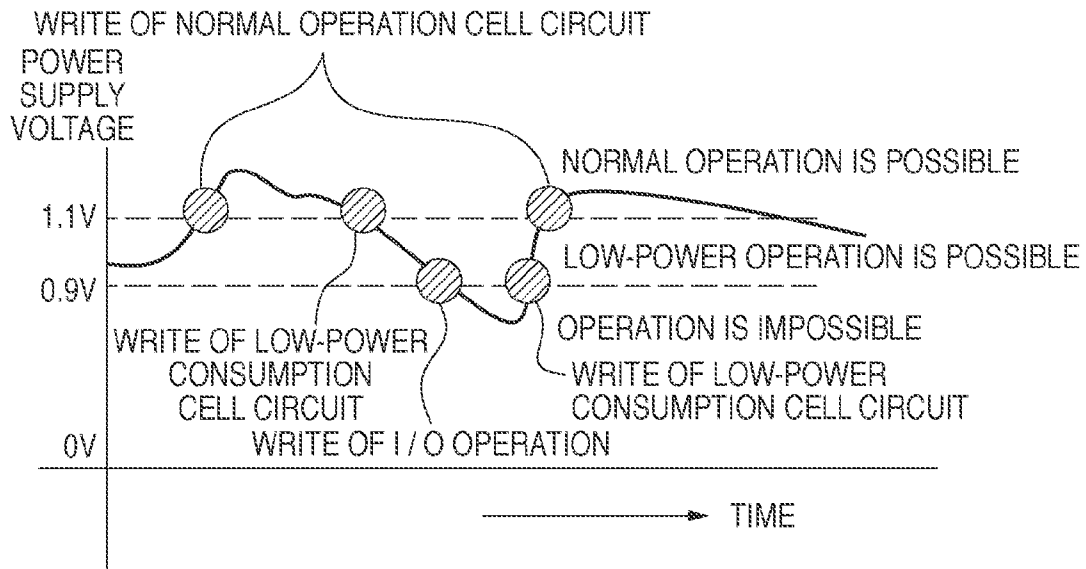 WRITE OF NORMAL OPERATION CELL CIRCUIT
POWER
SUPPLY
VOLTAGE
NORMAL OPERATION IS POSSIBLE
1.1V
LOW-POWER OPERATION IS POSSIBLE
0.9V
OPERATION IS IMPOSSIBLE
WRITE OF LOW-POWER
CONSUMPTION
CELL CIRCUIT
WRITE OF LOW-POWER
CONSUMPTION CELL CIRCUIT
WRITE OF I / O OPERATION
0V
TIME